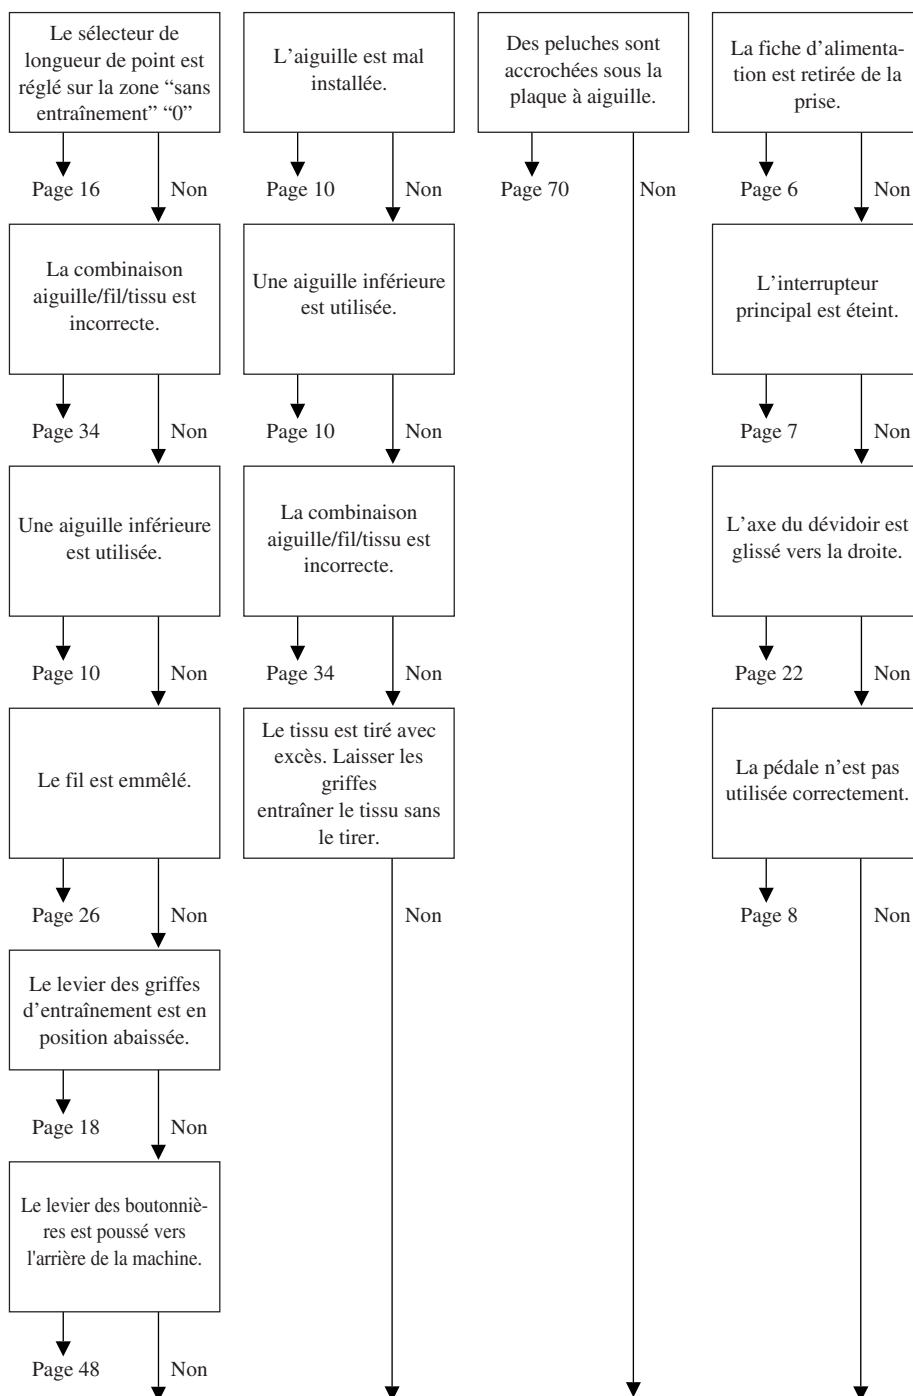 Le sélecteur de
longueur de point est
réglé sur la zone “sans
entraînement” “0”
Page 16
Non
La combinaison
aiguille/fil/tissu est
incorrecte.
Page 34
Non
Une aiguille inférieure
est utilisée.
Page 10
Non
Le fil est emmêlé.
Page 26
Non
Le levier des griffes
d’entraînement est en
position abaissée.
Page 18
Non
Le levier des boutonniè-
res est poussé vers
l'arrière de la machine.
Page 48
Non
L’aiguille est mal
installée.
Page 10
Non
Une aiguille inférieure
est utilisée.
Page 10
Non
La combinaison
aiguille/fil/tissu est
incorrecte.
Page 34
Non
Le tissu est tiré avec
excès. Laisser les
griffes
entraîner le tissu sans
le tirer.
Non
Des peluches sont
accrochées sous la
plaque à aiguille.
Page 70
Non
La fiche d’alimenta-
tion est retirée de la
prise.
Page 6
Non
L’interrupteur
principal est éteint.
Page 7
Non
L’axe du dévidoir est
glissé vers la droite.
Page 22
Non
La pédale n’est pas
utilisée correctement.
Page 8
Non